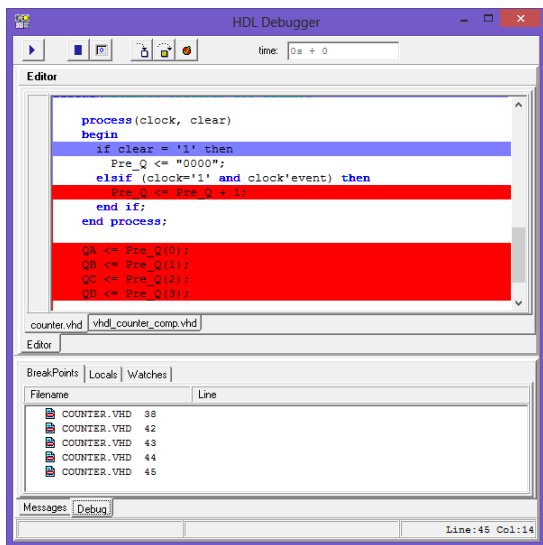 HDL Debugger
time: 0s + 0
Editor
process(clock, clear)
begin
if clear = '1' then
Pre_Q <= "0000";
elsif (clock='1' and clock'event) then
Pre_Q <= Pre_Q + 1;
end if;
end process;
QA <= Pre_Q(0);
QB <= Pre_Q(1);
QC <= Pre_Q(2);
QD <= Pre_Q(3);
counter.vhd vhdl_counter_comp.vhd
Editor
BreakPoints Locals Watches
Filename Line
COUNTER.VHD 38
COUNTER.VHD 42
COUNTER.VHD 43
COUNTER.VHD 44
COUNTER.VHD 45
Messages Debug
Line:45 Col:14